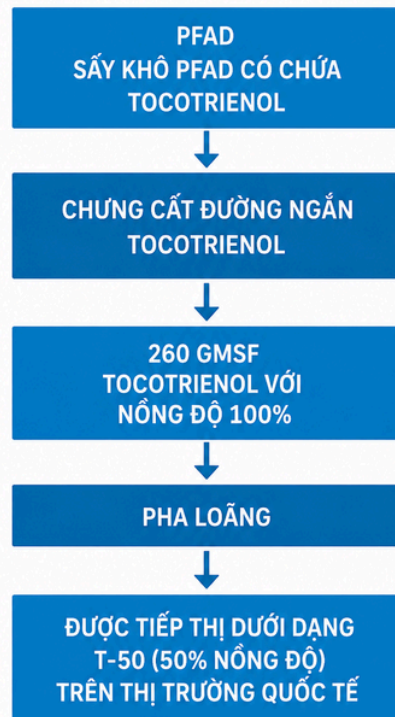 PFAD
SẤY KHÔ PFAD CÓ CHỨA
TOCOTRIENOL
CHƯNG CẤT ĐƯỜNG NGẮN
TOCOTRIENOL
260 GMSF
TOCOTRIENOL VỚI
NỒNG ĐỘ 100%
PHA LOÃNG
ĐƯỢC TIẾP THỊ DƯỚI DẠNG
T-50 (50% NỒNG ĐỘ)
TRÊN THỊ TRƯỜNG QUỐC TẾ